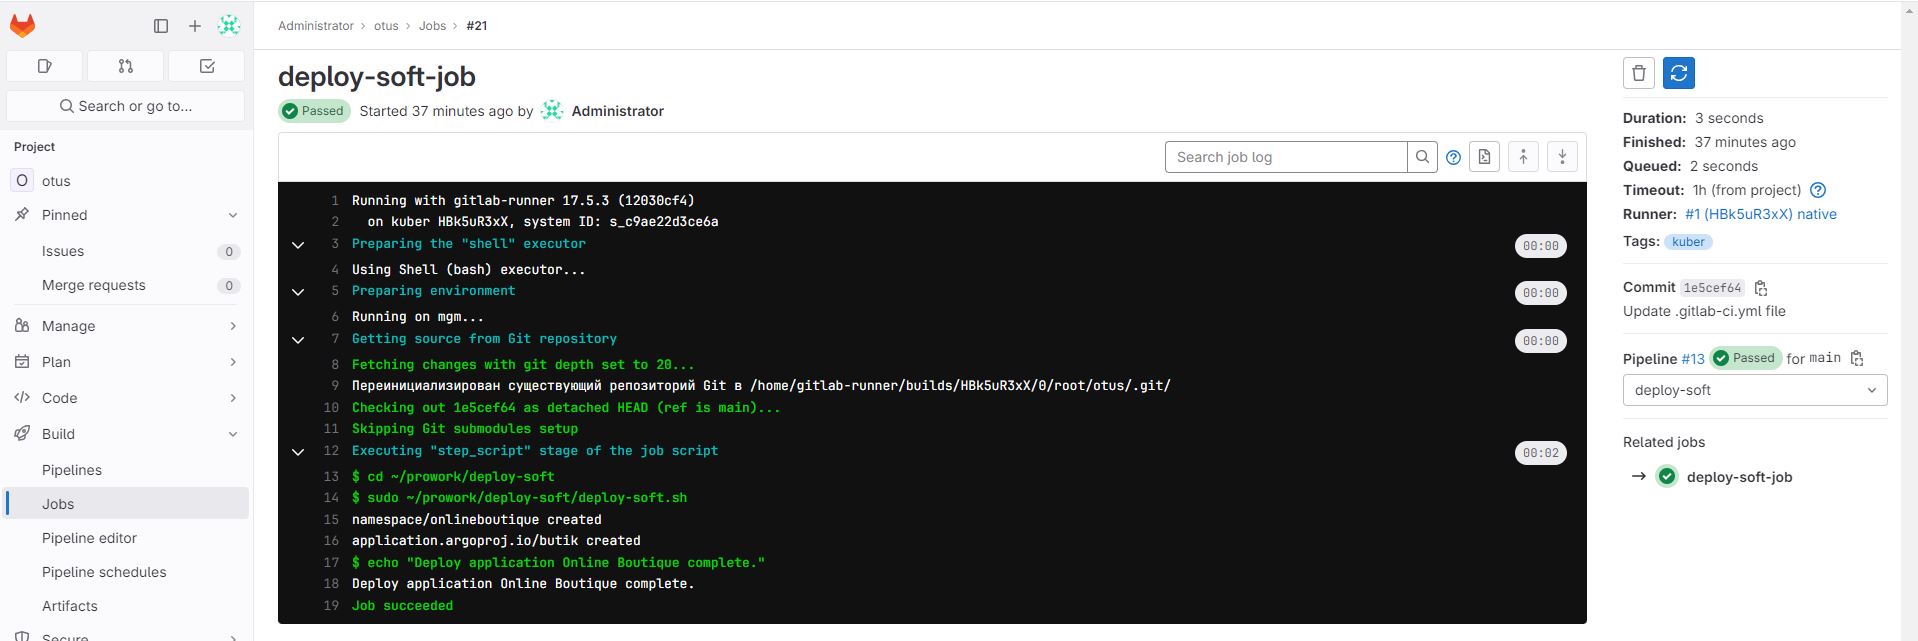 Administrator › otus › Jobs › #21
Search or go to...
Project
O otus
Pinned
Issues 0
Merge requests 0
Manage
Plan
Code
Build
Pipelines
Jobs
Pipeline editor
Pipeline schedules
Artifacts
Secure
deploy-soft-job
Passed Started 37 minutes ago by Administrator
Search job log
1 Running with gitlab-runner 17.5.3 (12030cf4)
2 on kuber HBk5uR3xX, system ID: s_c9ae22d3ce6a
3 Preparing the "shell" executor 00:00
4 Using Shell (bash) executor...
5 Preparing environment 00:00
6 Running on mgm...
7 Getting source from Git repository 00:00
8 Fetching changes with git depth set to 20...
9 Переинициализирован существующий репозиторий Git в /home/gitlab-runner/builds/HBk5uR3xX/0/root/otus/.git/
10 Checking out 1e5cef64 as detached HEAD (ref is main)...
11 Skipping Git submodules setup
12 Executing "step_script" stage of the job script 00:02
13 $ cd ~/prowork/deploy-soft
14 $ sudo ~/prowork/deploy-soft/deploy-soft.sh
15 namespace/onlineboutique created
16 application.argoproj.io/butik created
17 $ echo "Deploy application Online Boutique complete."
18 Deploy application Online Boutique complete.
19 Job succeeded
Duration: 3 seconds
Finished: 37 minutes ago
Queued: 2 seconds
Timeout: 1h (from project)
Runner: #1 (HBk5uR3xX) native
Tags: kuber
Commit 1e5cef64
Update .gitlab-ci.yml file
Pipeline #13 Passed for main
deploy-soft
Related jobs
→ deploy-soft-job